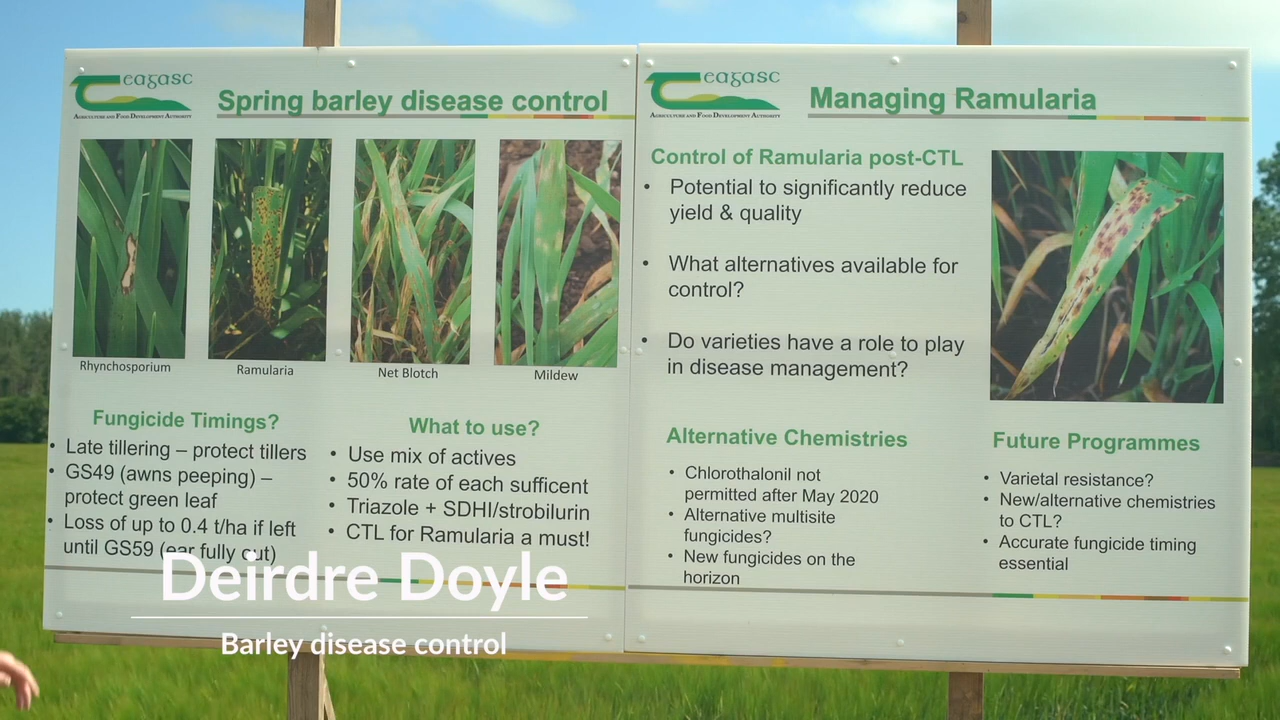 Teagasc
AGRICULTURE AND FOOD DEVELOPMENT AUTHORITY
Spring barley disease control
Rhynchosporium
Ramularia
Net Blotch
Mildew
Fungicide Timings?
• Late tillering – protect tillers
• GS49 (awns peeping) –
protect green leaf
• Loss of up to 0.4 t/ha if left
until GS59 (ear fully out)
What to use?
• Use mix of actives
• 50% rate of each sufficent
• Triazole + SDHI/strobilurin
• CTL for Ramularia a must!
Teagasc
AGRICULTURE AND FOOD DEVELOPMENT AUTHORITY
Managing Ramularia
Control of Ramularia post-CTL
• Potential to significantly reduce
yield & quality
• What alternatives available for
control?
• Do varieties have a role to play
in disease management?
Alternative Chemistries
• Chlorothalonil not
permitted after May 2020
• Alternative multisite
fungicides?
• New fungicides on the
horizon
Future Programmes
• Varietal resistance?
• New/alternative chemistries
to CTL?
• Accurate fungicide timing
essential
Deirdre Doyle
Barley disease control